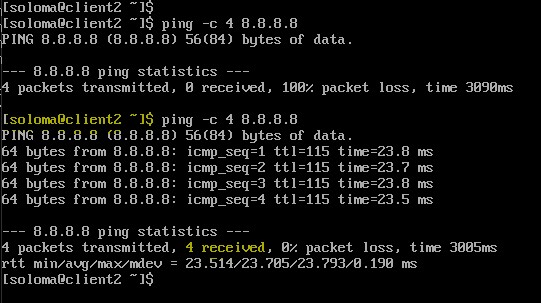 [soloma@client2 ~]$
[soloma@client2 ~]$ ping -c 4 8.8.8.8
PING 8.8.8.8 (8.8.8.8) 56(84) bytes of data.
--- 8.8.8.8 ping statistics ---
4 packets transmitted, 0 received, 100% packet loss, time 3090ms
[soloma@client2 ~]$ ping -c 4 8.8.8.8
PING 8.8.8.8 (8.8.8.8) 56(84) bytes of data.
64 bytes from 8.8.8.8: icmp_seq=1 ttl=115 time=23.8 ms
64 bytes from 8.8.8.8: icmp_seq=2 ttl=115 time=23.7 ms
64 bytes from 8.8.8.8: icmp_seq=3 ttl=115 time=23.8 ms
64 bytes from 8.8.8.8: icmp_seq=4 ttl=115 time=23.5 ms
--- 8.8.8.8 ping statistics ---
4 packets transmitted, 4 received, 0% packet loss, time 3005ms
rtt min/avg/max/mdev = 23.514/23.705/23.793/0.190 ms
[soloma@client2 ~]$